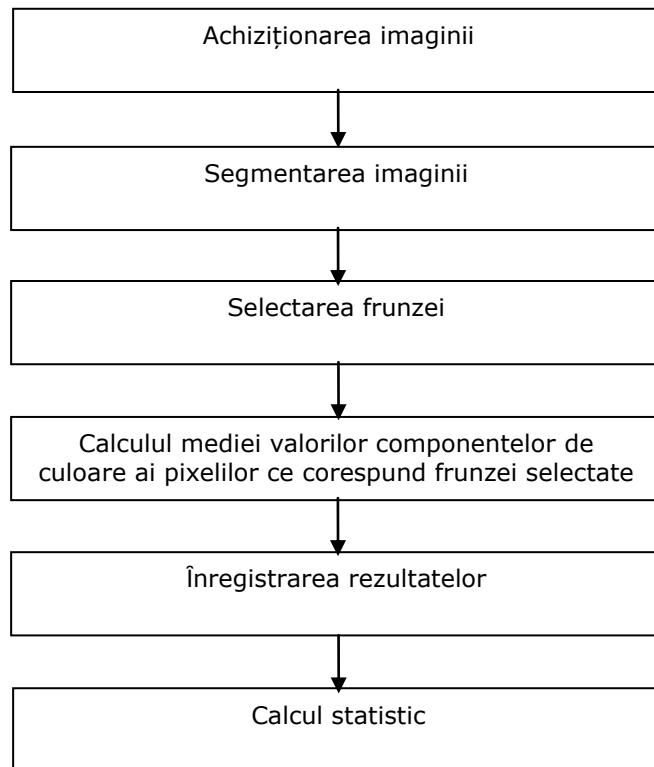 Achiziționarea imaginii
Segmentarea imaginii
Selectarea frunzei
Calculul mediei valorilor componentelor de
culoare ai pixelilor ce corespund frunzei selectate
Înregistrarea rezultatelor
Calcul statistic